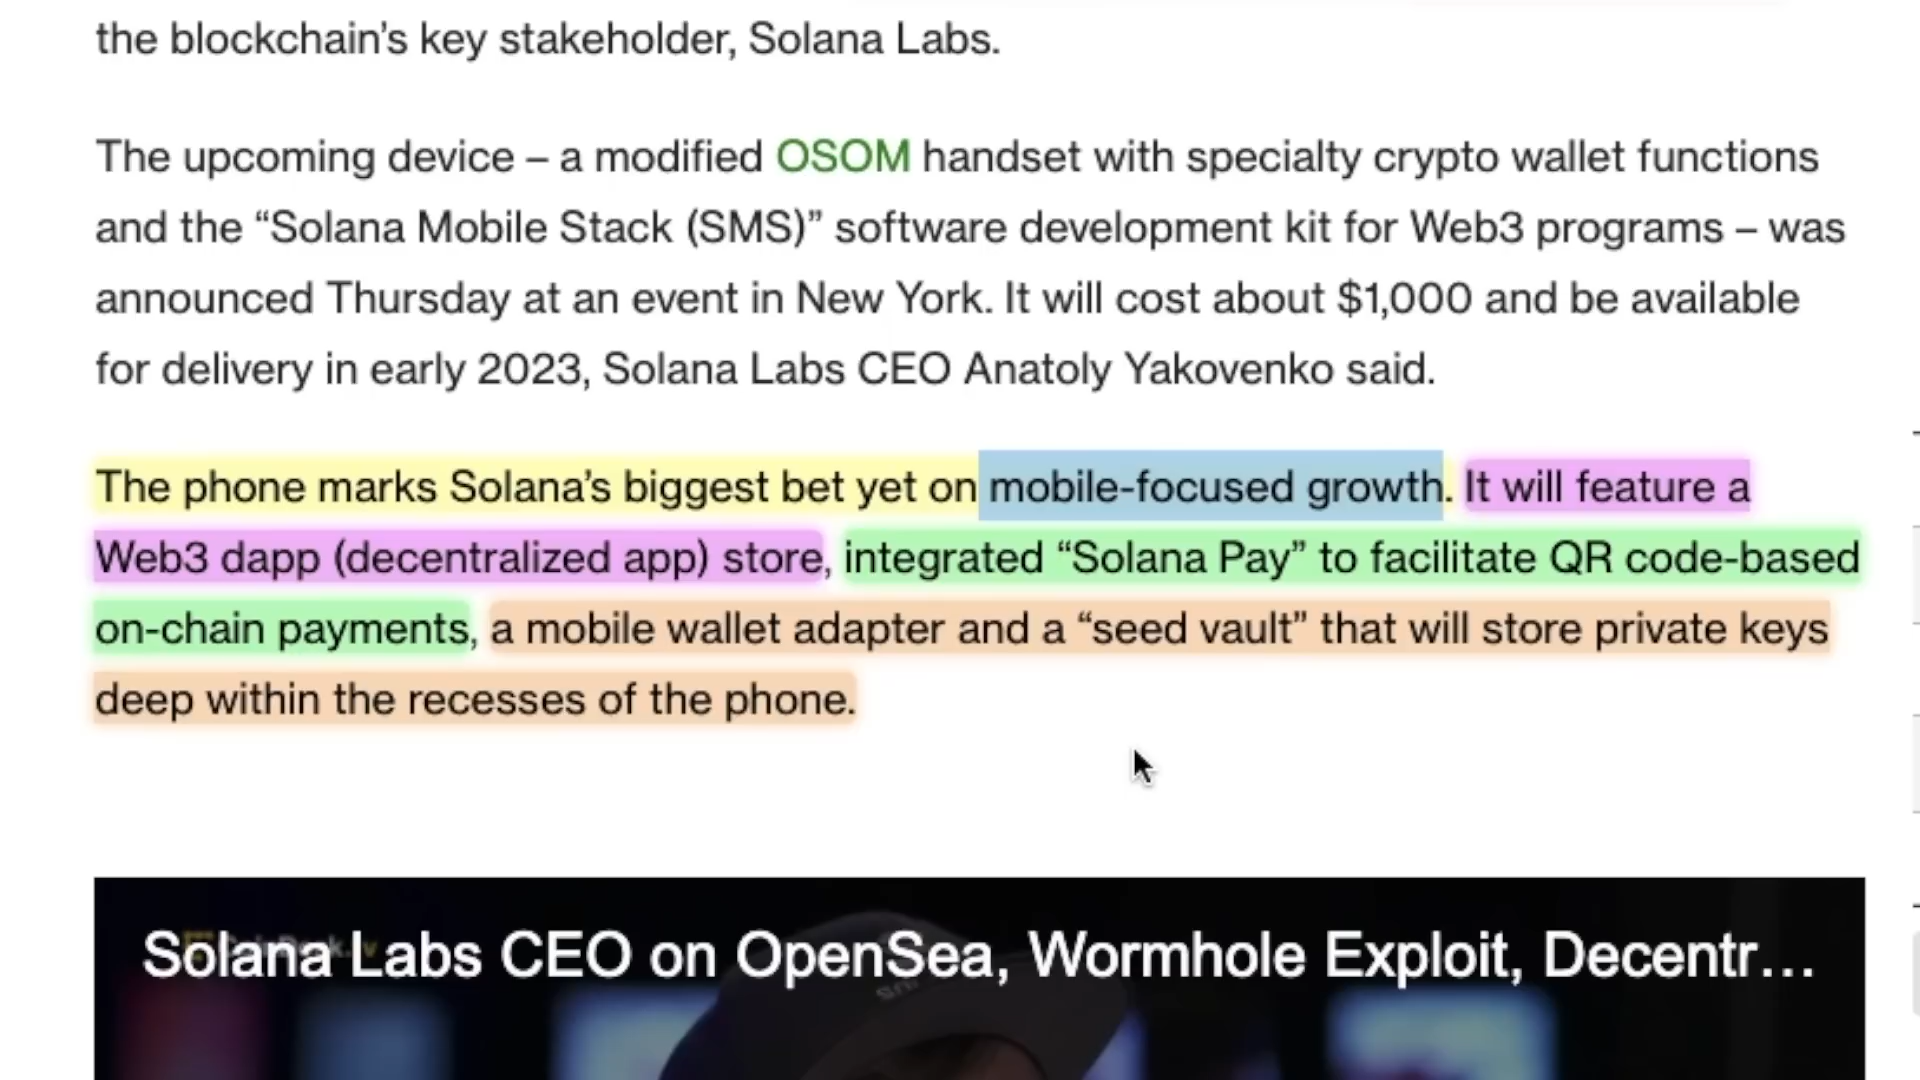 the blockchain’s key stakeholder, Solana Labs.
The upcoming device – a modified OSOM handset with specialty crypto wallet functions
and the “Solana Mobile Stack (SMS)” software development kit for Web3 programs – was
announced Thursday at an event in New York. It will cost about $1,000 and be available
for delivery in early 2023, Solana Labs CEO Anatoly Yakovenko said.
The phone marks Solana’s biggest bet yet on mobile-focused growth. It will feature a
Web3 dapp (decentralized app) store, integrated “Solana Pay” to facilitate QR code-based
on-chain payments, a mobile wallet adapter and a “seed vault” that will store private keys
deep within the recesses of the phone.
Solana Labs CEO on OpenSea, Wormhole Exploit, Decentr...